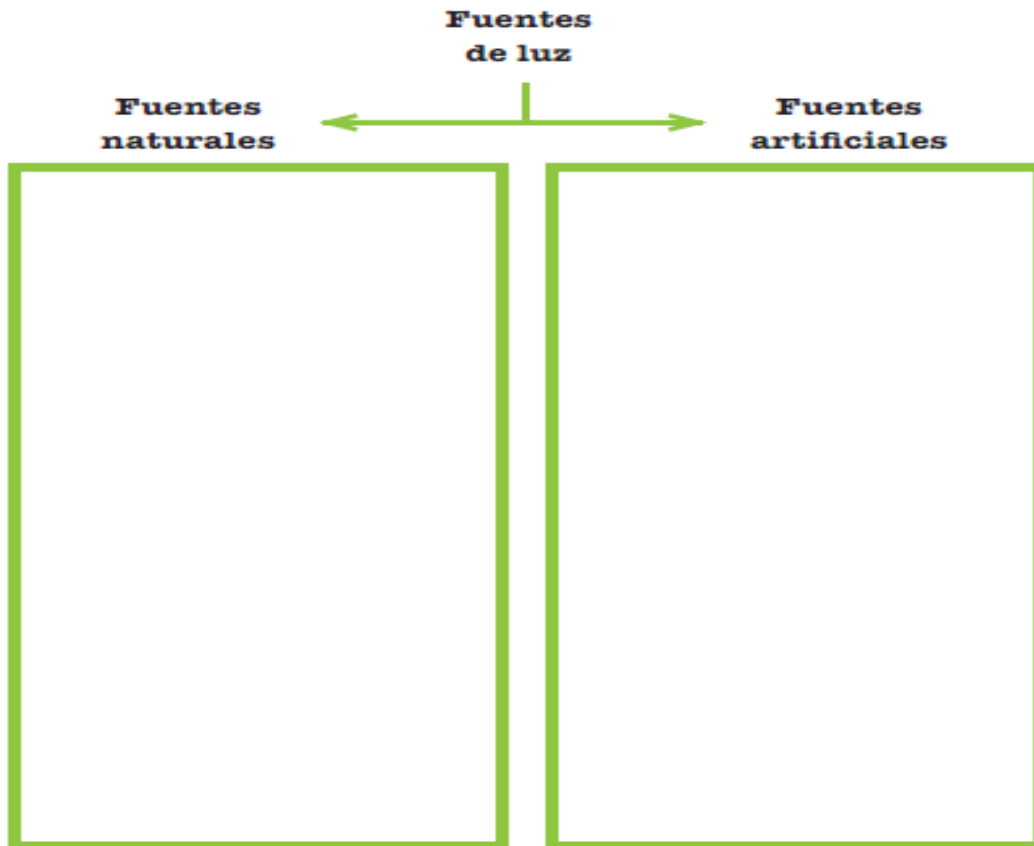 Fuentes
de luz
Fuentes
naturales
Fuentes
artificiales